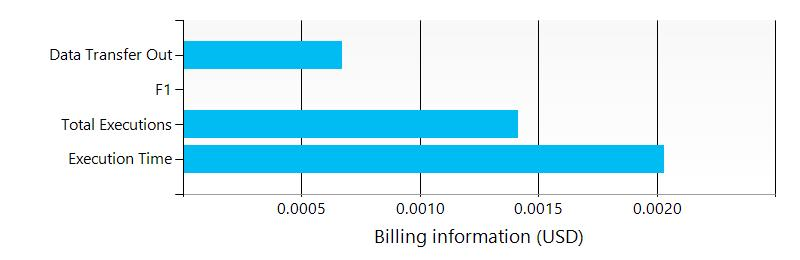 Data Transfer Out
F1
Total Executions
Execution Time
0.0005 0.0010 0.0015 0.0020
Billing information (USD)